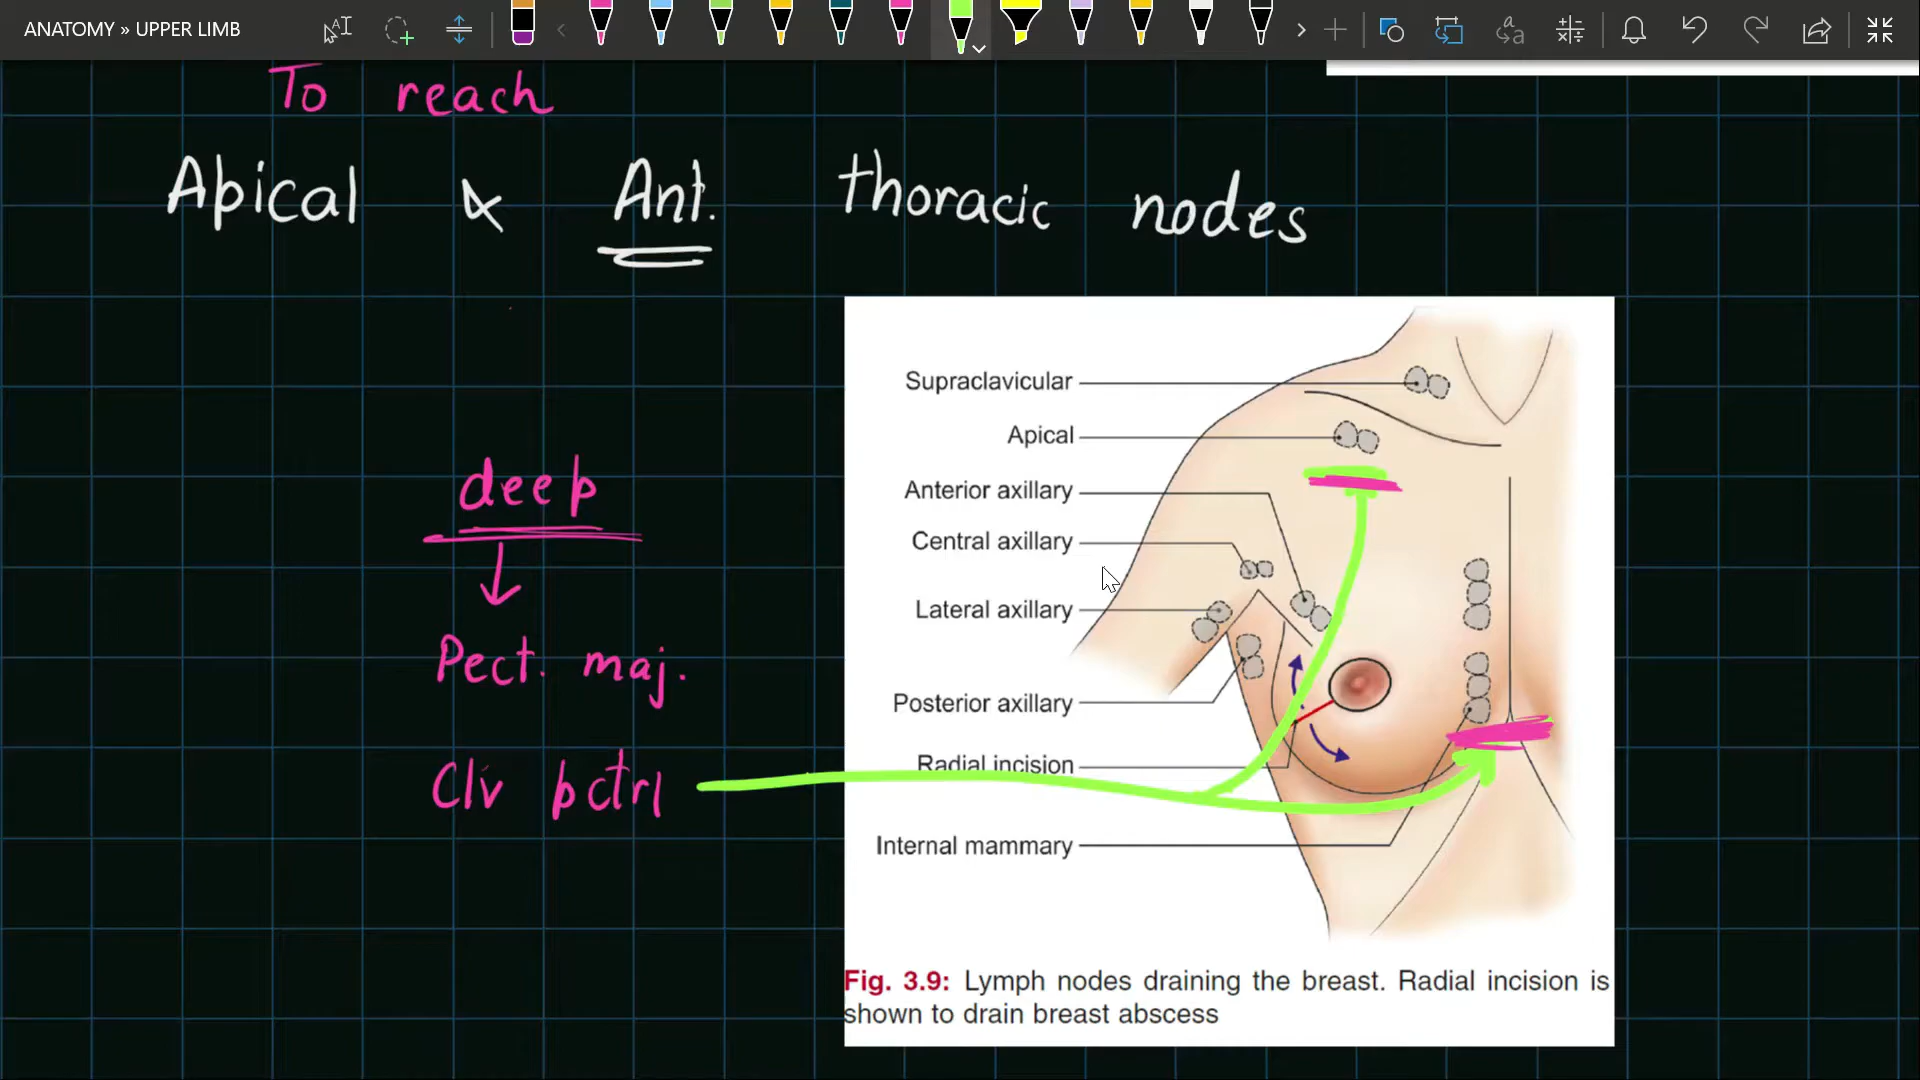 ANATOMY » UPPER LIMB
To reach
Apical & Ant. thoracic nodes
deep
Pect. maj.
Clv pctrl
Supraclavicular
Apical
Anterior axillary
Central axillary
Lateral axillary
Posterior axillary
Radial incision
Internal mammary
Fig. 3.9: Lymph nodes draining the breast. Radial incision is
shown to drain breast abscess